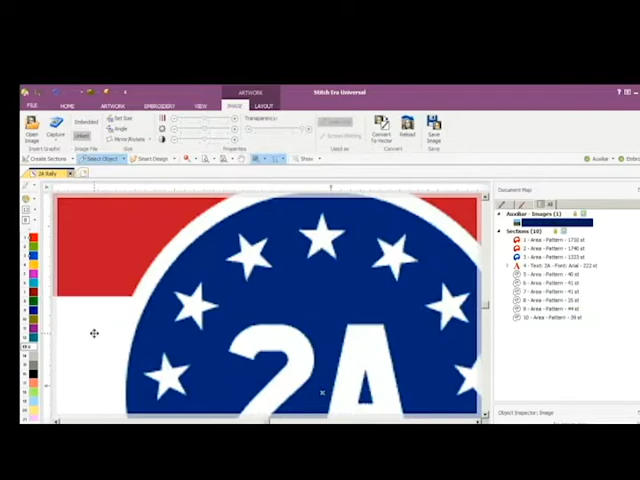 ARTWORK
Stitch Era Universal
FILE HOME ARTWORK EMBROIDERY VIEW IMAGE LAYOUT
Open Image
Capture
Embedded
Linked
Set Size
Angle
Mirror/Rotate
Transparency:
Convert To Vector
Reload
Save Image
Insert Graphic Image File Properties Used as Convert Save
Create Sections Select Object Smart Design Show Auxiliar
2A Rally
Document Map
All
Auxiliar - Images (1)
Sections (10)
1 - Area - Pattern - 1710 st
2 - Area - Pattern - 1740 st
3 - Area - Pattern - 1323 st
4 - Text: 2A - Font: Arial - 222 st
5 - Area - Pattern - 40 st
6 - Area - Pattern - 41 st
7 - Area - Pattern - 41 st
8 - Area - Pattern - 35 st
9 - Area - Pattern - 44 st
10 - Area - Pattern - 39 st
2A
Object Inspector: Image